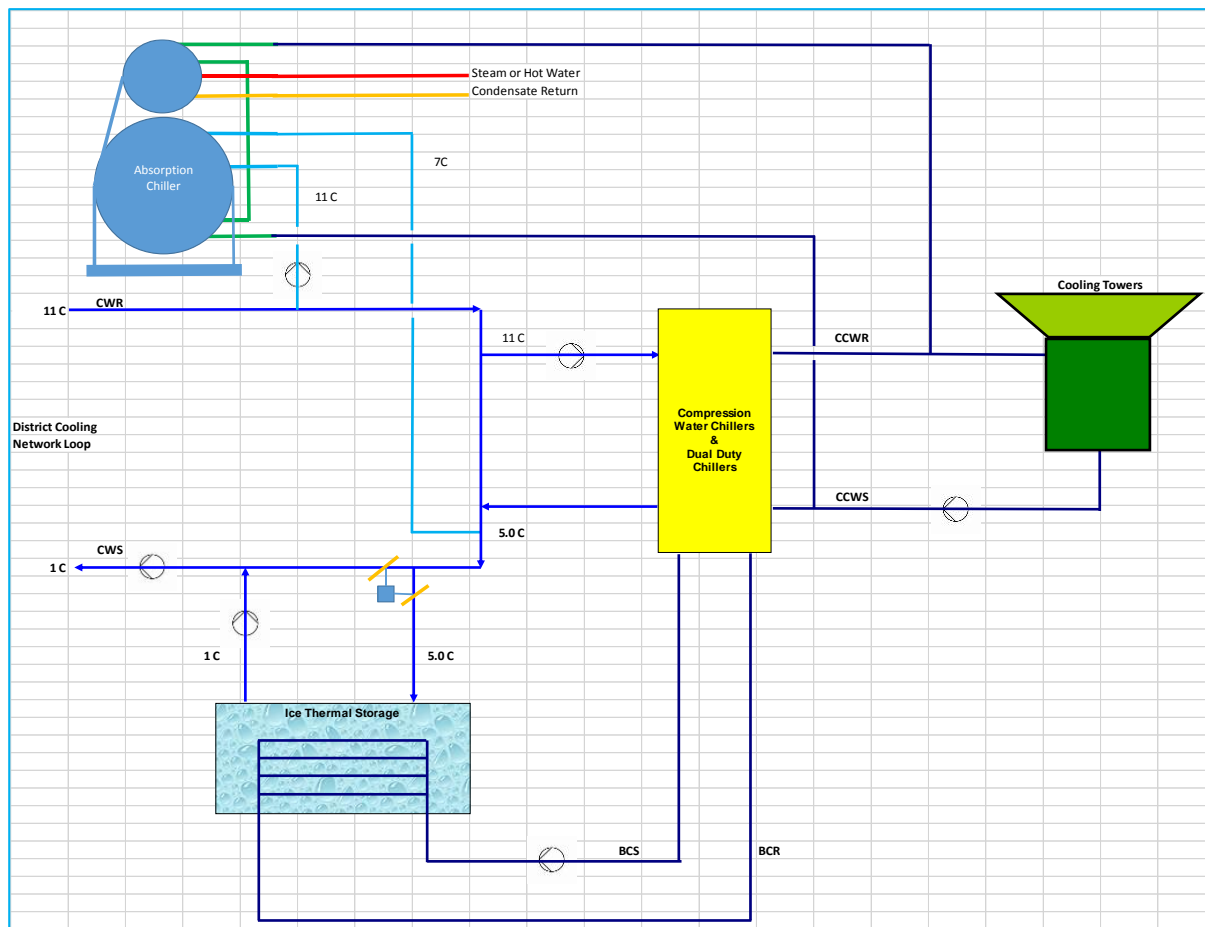 Steam or Hot Water
Condensate Return
7C
Absorption
Chiller
11 C
Cooling Towers
CWR
11 C
11 C
CCWR
Compression
Water Chillers
&
Dual Duty
Chillers
District Cooling
Network Loop
CCWS
5.0 C
CWS
1 C
1 C
5.0 C
Ice Thermal Storage
BCS
BCR